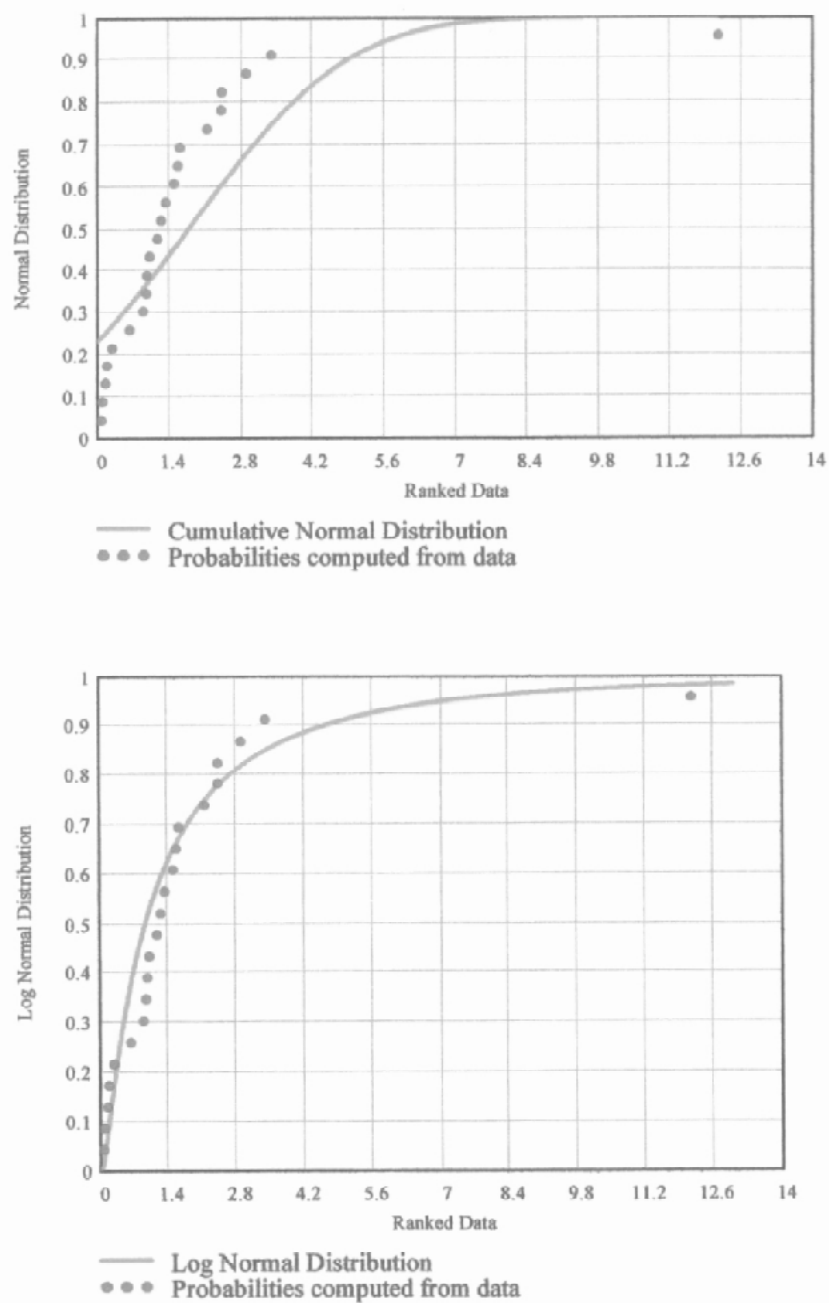 1
0.9
0.8
0.7
0.6
0.5
0.4
0.3
0.2
0.1
0
Normal Distribution
0 1.4 2.8 4.2 5.6 7 8.4 9.8 11.2 12.6 14
Ranked Data
Cumulative Normal Distribution
Probabilities computed from data
1
0.9
0.8
0.7
0.6
0.5
0.4
0.3
0.2
0.1
0
Log Normal Distribution
0 1.4 2.8 4.2 5.6 7 8.4 9.8 11.2 12.6 14
Ranked Data
Log Normal Distribution
Probabilities computed from data